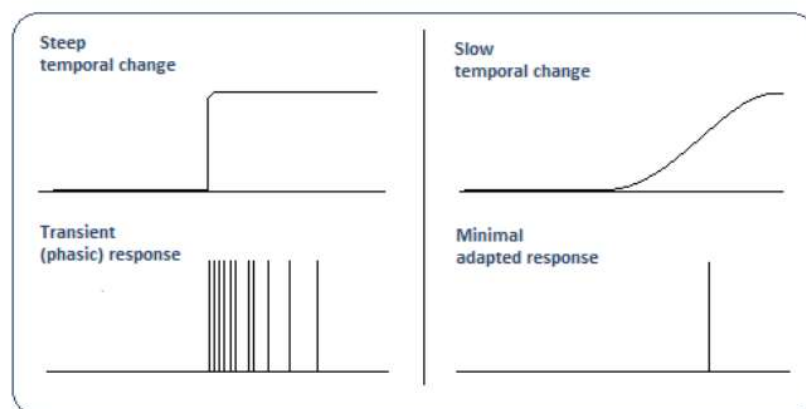 Steep
temporal change
Slow
temporal change
Transient
(phasic) response
Minimal
adapted response